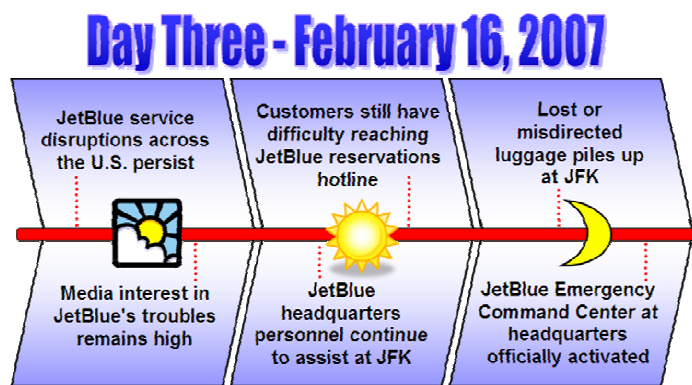 Day Three - February 16, 2007
JetBlue service
disruptions across
the U.S. persist
Media interest in
JetBlue's troubles
remains high
Customers still have
difficulty reaching
JetBlue reservations
hotline
JetBlue
headquarters
personnel continue
to assist at JFK
Lost or
misdirected
luggage piles up
at JFK
JetBlue Emergency
Command Center at
headquarters
officially activated